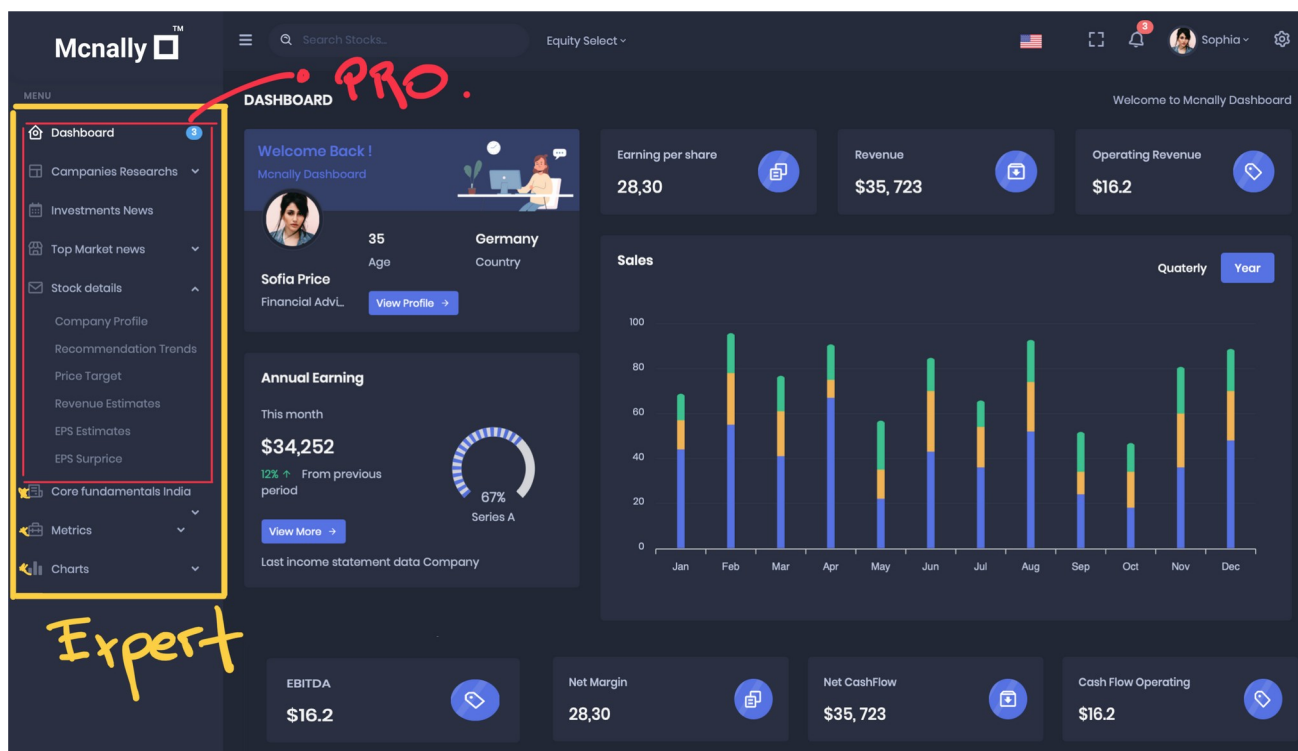 Mcnally TM
Search Stocks...
Equity Select
3
Sophia
PRO.
MENU
DASHBOARD
Welcome to Mcnally Dashboard
Dashboard 3
Campanies Researchs
Investments News
Top Market news
Stock details
Company Profile
Recommendation Trends
Price Target
Revenue Estimates
EPS Estimates
EPS Surprice
Core fundamentals India
Metrics
Charts
Expert
Welcome Back !
Mcnally Dashboard
35
Age
Germany
Country
Sofia Price
Financial Advi...
View Profile →
Earning per share
28,30
Revenue
$35, 723
Operating Revenue
$16.2
Annual Earning
This month
$34,252
12% ↑ From previous
period
67%
Series A
View More →
Last income statement data Company
Sales
Quaterly Year
100
80
60
40
20
0
Jan Feb Mar Apr May Jun Jul Aug Sep Oct Nov Dec
EBITDA
$16.2
Net Margin
28,30
Net CashFlow
$35, 723
Cash Flow Operating
$16.2